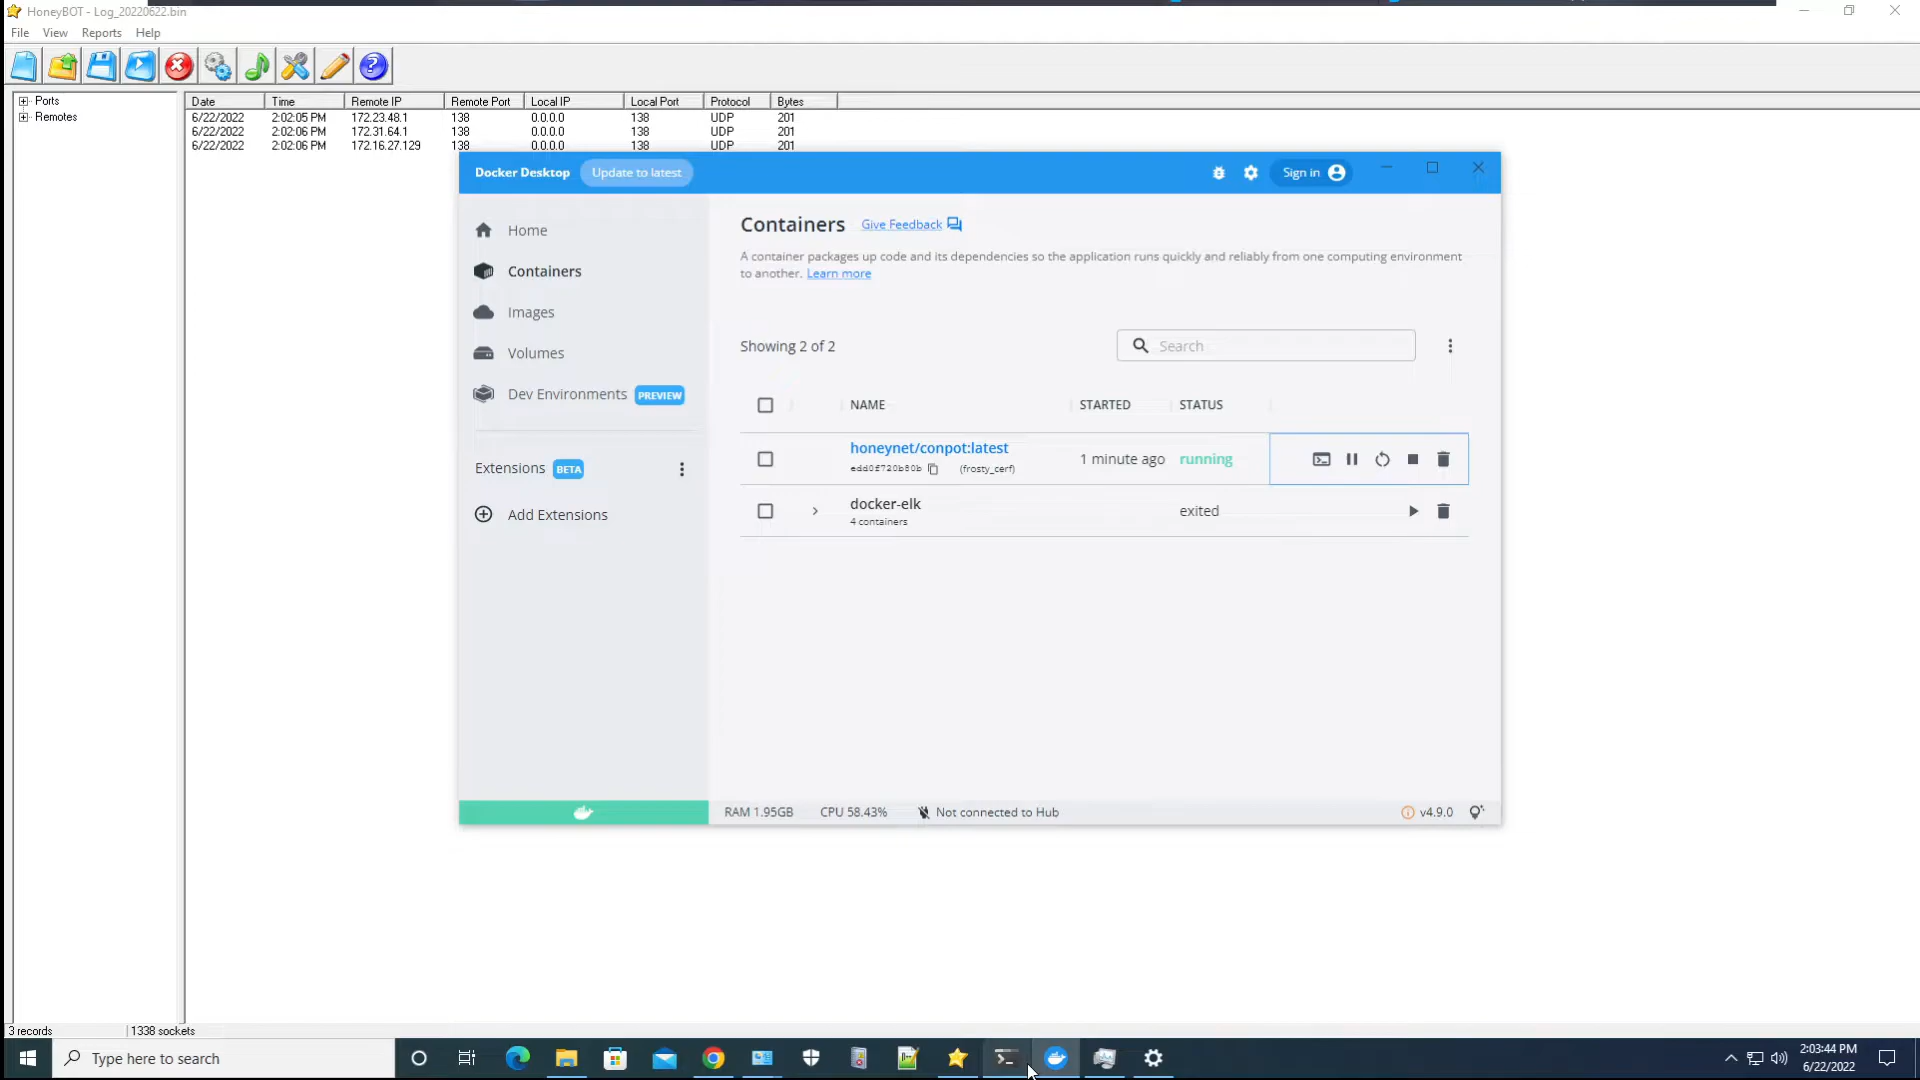 HoneyBOT - Log_20220622.bin
File View Reports Help
Ports
Remotes
Date Time Remote IP Remote Port Local IP Local Port Protocol Bytes
6/22/2022 2:02:05 PM 172.23.48.1 138 0.0.0.0 138 UDP 201
6/22/2022 2:02:06 PM 172.31.64.1 138 0.0.0.0 138 UDP 201
6/22/2022 2:02:06 PM 172.16.27.129 138 0.0.0.0 138 UDP 201
Docker Desktop Update to latest Sign in
Home
Containers
Images
Volumes
Dev Environments PREVIEW
Extensions BETA
Add Extensions
Containers Give Feedback
A container packages up code and its dependencies so the application runs quickly and reliably from one computing environment
to another. Learn more
Showing 2 of 2 Search
NAME STARTED STATUS
honeynet/conpot:latest 1 minute ago running
edd0f720b80b (frosty_cerf)
docker-elk exited
4 containers
RAM 1.95GB CPU 58.43% Not connected to Hub v4.9.0
3 records 1338 sockets
Type here to search
2:03:44 PM
6/22/2022